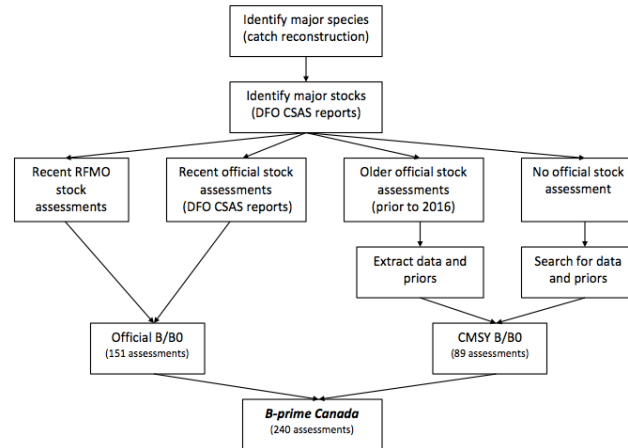 Identify major species
(catch reconstruction)
Identify major stocks
(DFO CSAS reports)
Recent RFMO
stock
assessments
Recent official stock
assessments
(DFO CSAS reports)
Older official stock
assessments
(prior to 2016)
No official stock
assessment
Extract data and
priors
Search for data
and priors
Official B/B0
(151 assessments)
CMSY B/B0
(89 assessments)
B-prime Canada
(240 assessments)